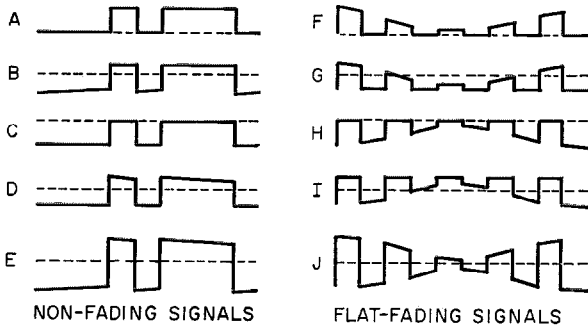 A
B
C
D
E
NON-FADING SIGNALS
F
G
H
I
J
FLAT-FADING SIGNALS